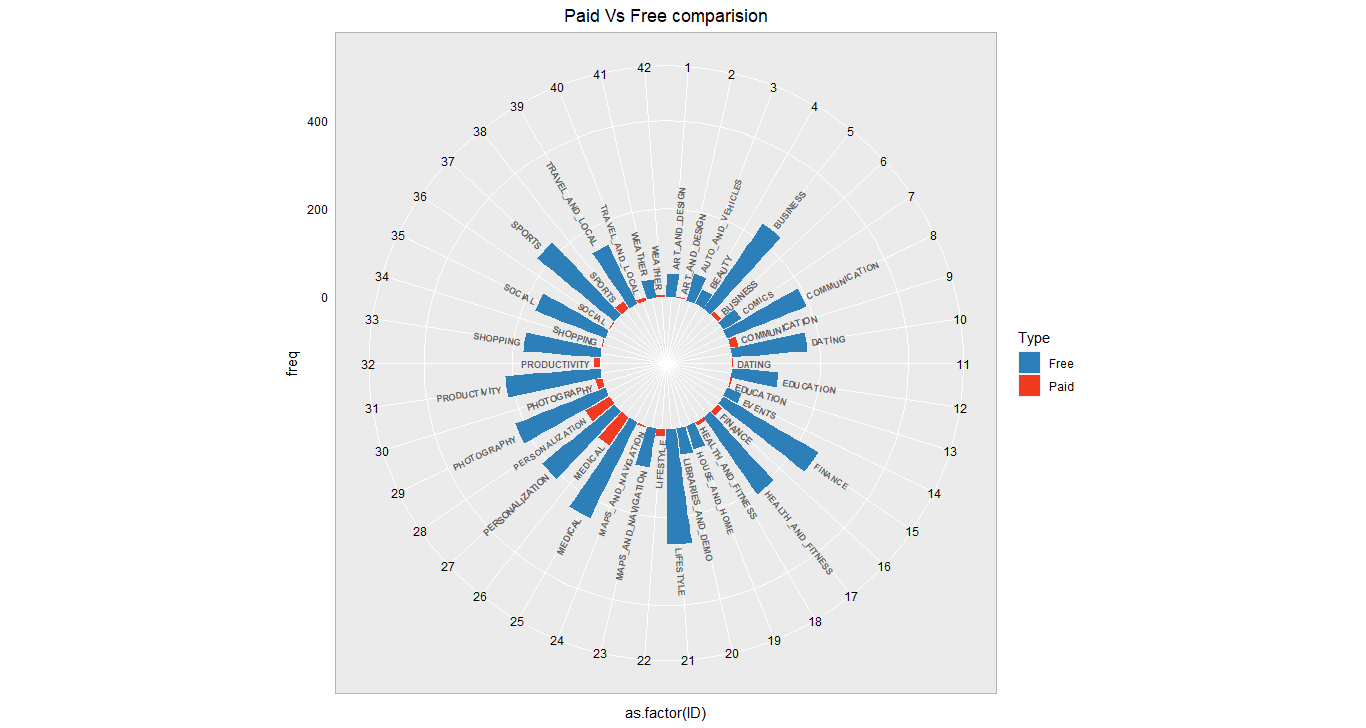 Paid Vs Free comparision
42
1
2
3
4
5
6
7
8
9
10
11
12
13
14
15
16
17
18
19
20
21
22
23
24
25
26
27
28
29
30
31
32
33
34
35
36
37
38
39
40
41
400
200
0
freq
ART_AND_DESIGN
ART_AND_DESIGN
AUTO_AND_VEHICLES
BEAUTY
BUSINESS
BUSINESS
COMICS
COMMUNICATION
COMMUNICATION
DATING
DATING
EDUCATION
EDUCATION
EVENTS
FINANCE
FINANCE
HEALTH_AND_FITNESS
HEALTH_AND_FITNESS
HOUSE_AND_HOME
LIBRARIES_AND_DEMO
LIFESTYLE
LIFESTYLE
MAPS_AND_NAVIGATION
MAPS_AND_NAVIGATION
MEDICAL
MEDICAL
PERSONALIZATION
PERSONALIZATION
PHOTOGRAPHY
PHOTOGRAPHY
PRODUCTIVITY
PRODUCTIVITY
SHOPPING
SHOPPING
SOCIAL
SOCIAL
SPORTS
SPORTS
TRAVEL_AND_LOCAL
TRAVEL_AND_LOCAL
WEATHER
WEATHER
Type
Free
Paid
as.factor(ID)